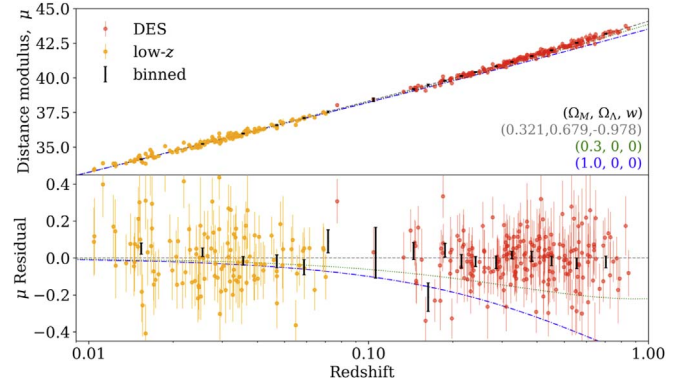 45.0
42.5
40.0
37.5
35.0
Distance modulus, μ
DES
low-z
binned
(Ω_M, Ω_Λ, w)
(0.321,0.679,-0.978)
(0.3, 0, 0)
(1.0, 0, 0)
0.4
0.2
0.0
−0.2
−0.4
μ Residual
0.01
0.10
1.00
Redshift